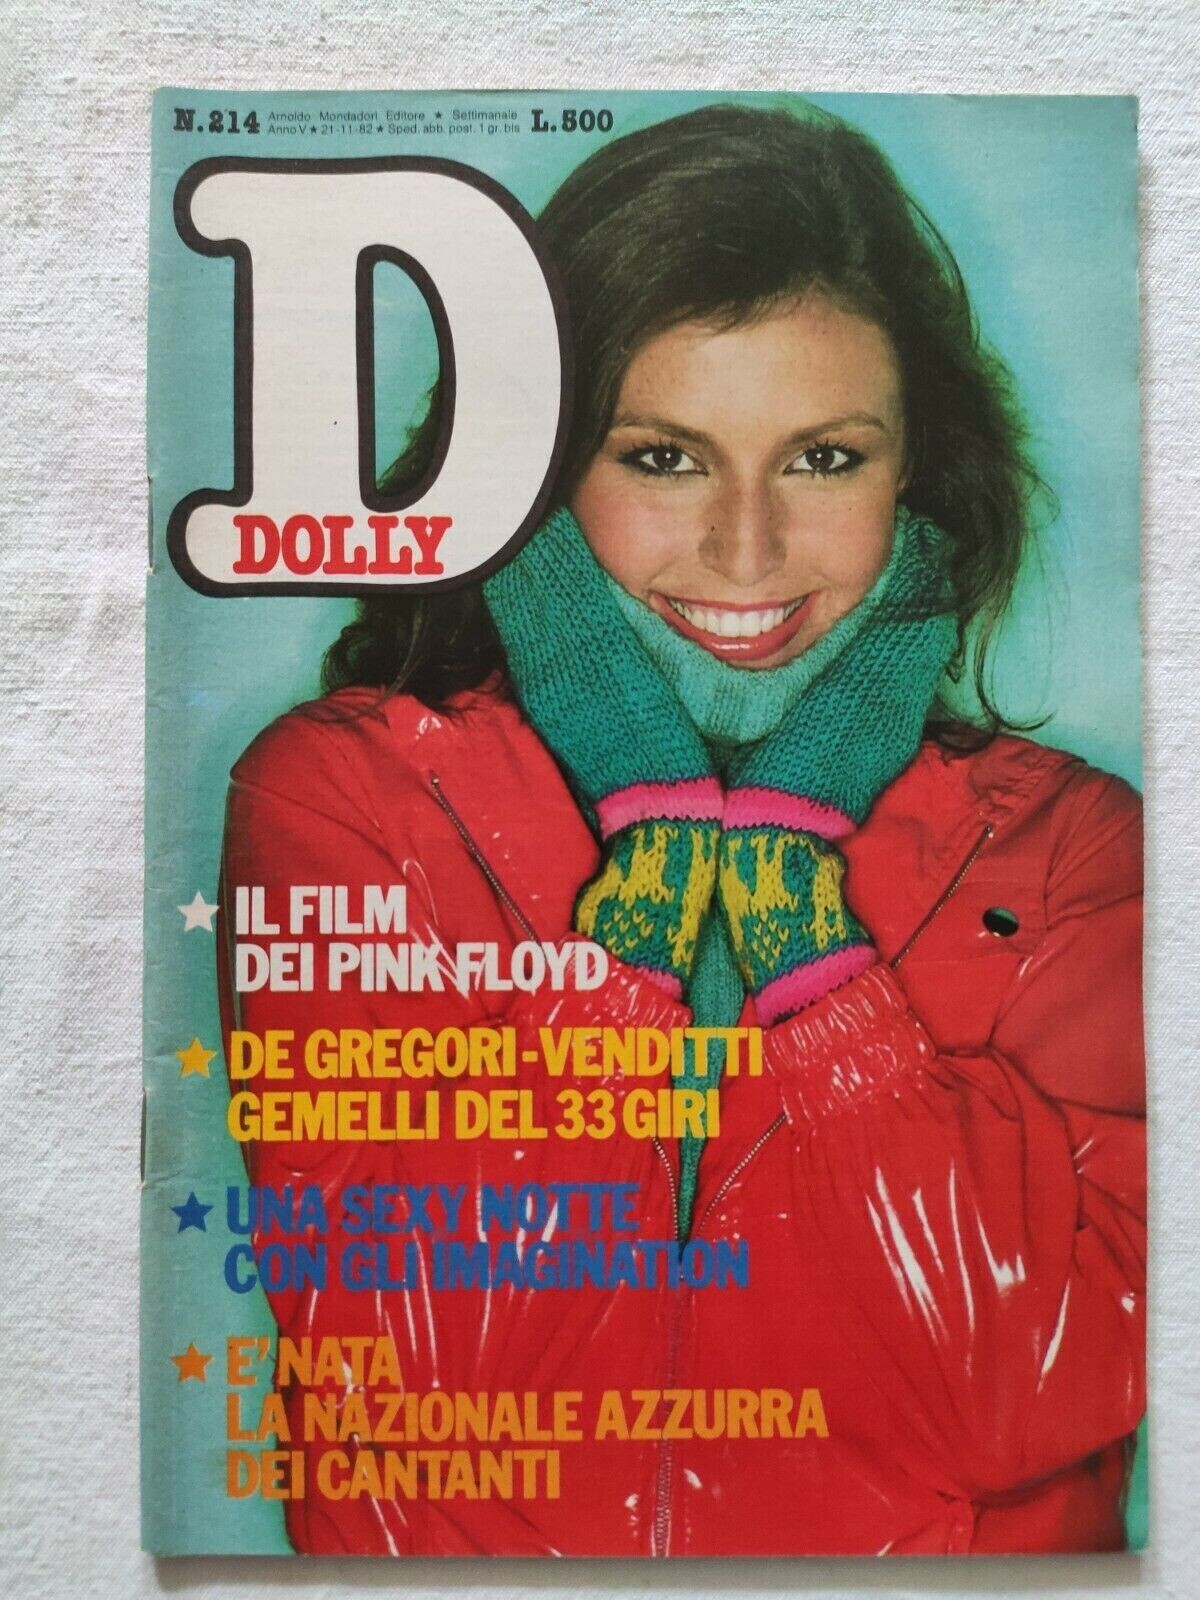 N.214 Arnoldo Mondadori Editore ★ Settimanale L.500
Anno V ★ 21-11-82 ★ Sped. abb. post. 1 gr. bis
D
DOLLY
★ IL FILM
DEI PINK FLOYD
★ DE GREGORI-VENDITTI
GEMELLI DEL 33 GIRI
★ UNA SEXY NOTTE
CON GLI IMAGINATION
★ E' NATA
LA NAZIONALE AZZURRA
DEI CANTANTI